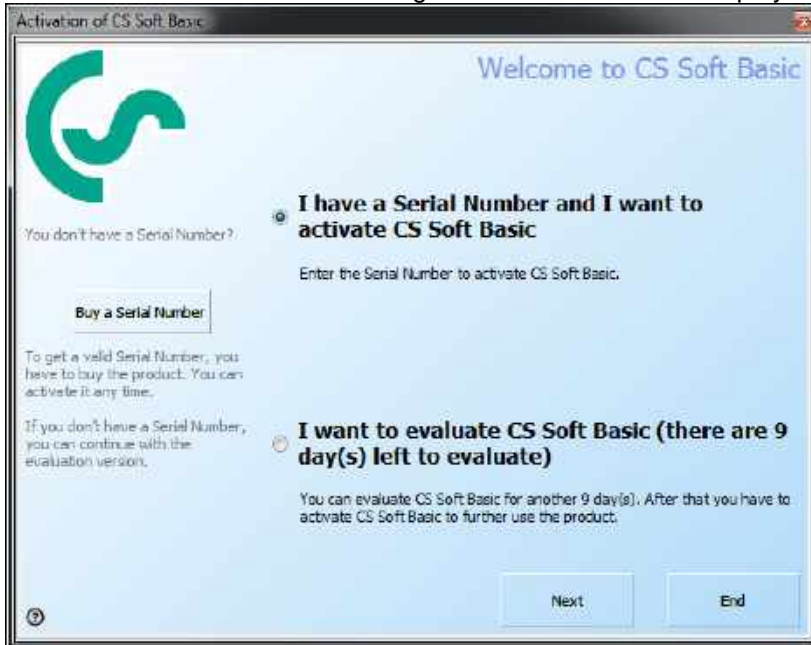 Activation of CS Soft Basic
Welcome to CS Soft Basic
You don't have a Serial Number?
Buy a Serial Number
To get a valid Serial Number, you
have to buy the product. You can
activate it any time.
If you don't have a Serial Number,
you can continue with the
evaluation version.
I have a Serial Number and I want to
activate CS Soft Basic
Enter the Serial Number to activate CS Soft Basic.
I want to evaluate CS Soft Basic (there are 9
day(s) left to evaluate)
You can evaluate CS Soft Basic for another 9 day(s). After that you have to
activate CS Soft Basic to further use the product.
Next
End